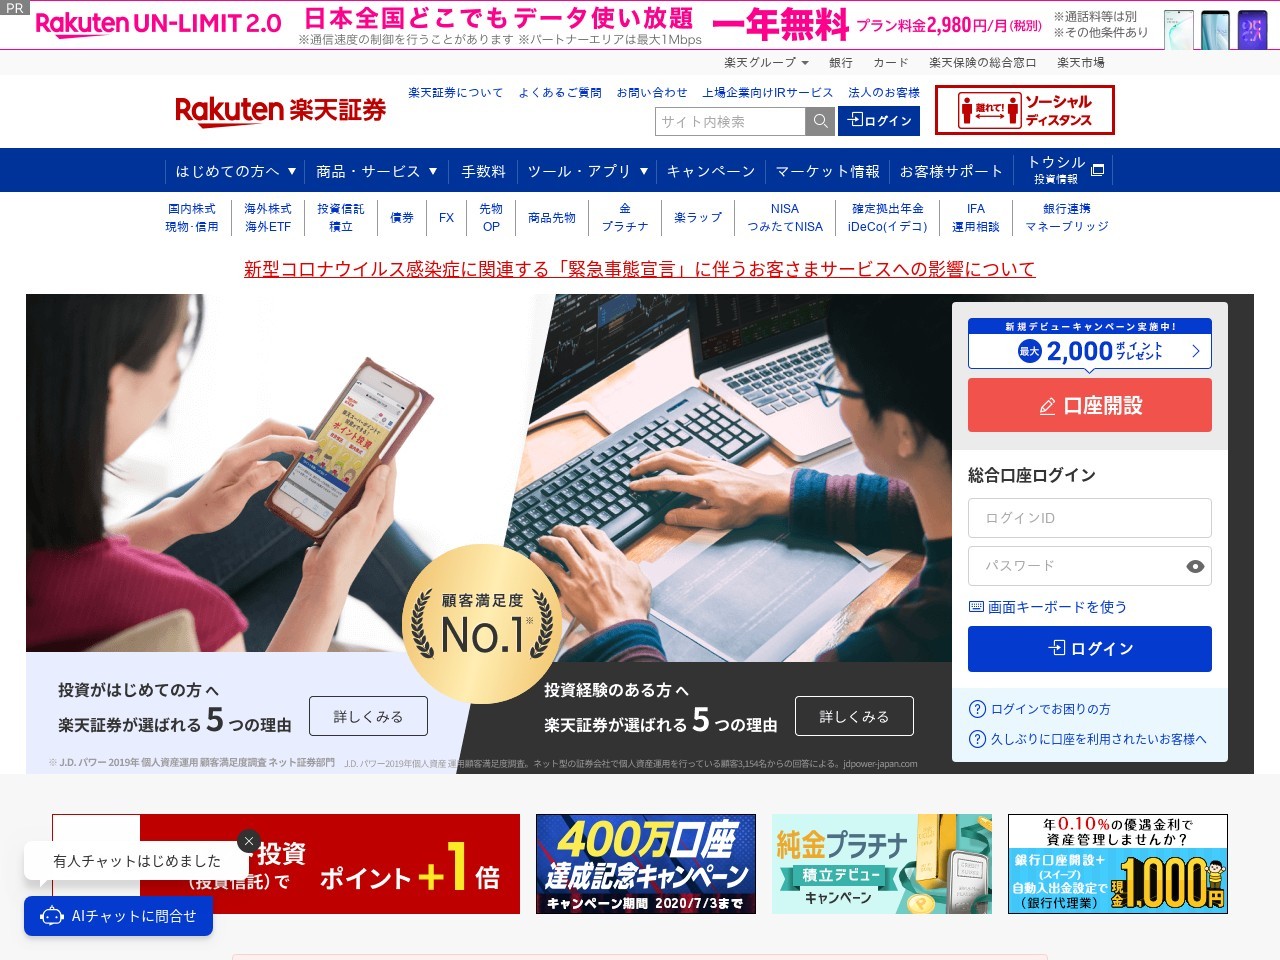 PR
Rakuten UN-LIMIT 2.0
日本全国どこでもデータ使い放題
※通信速度の制御を行うことがあります ※パートナーエリアは最大1Mbps
一年無料
プラン料金2,980円/月(税別)
※通話料等は別
※その他条件あり
楽天グループ
銀行
カード
楽天保険の総合窓口
楽天市場
Rakuten 楽天証券
楽天証券について
よくあるご質問
お問い合わせ
上場企業向けIRサービス
法人のお客様
サイト内検索
ログイン
離れて!
ソーシャル
ディスタンス
はじめての方へ ▼
商品・サービス ▼
手数料
ツール・アプリ ▼
キャンペーン
マーケット情報
お客様サポート
トウシル
投資情報
国内株式
現物･信用
海外株式
海外ETF
投資信託
積立
債券
FX
先物
OP
商品先物
金
プラチナ
楽ラップ
NISA
つみたてNISA
確定拠出年金
iDeCo(イデコ)
IFA
運用相談
銀行連携
マネーブリッジ
新型コロナウイルス感染症に関連する「緊急事態宣言」に伴うお客さまサービスへの影響について
ポイント投資
顧客満足度
No.1※
投資がはじめての方へ
楽天証券が選ばれる 5 つの理由
詳しくみる
投資経験のある方へ
楽天証券が選ばれる 5 つの理由
詳しくみる
※ J.D. パワー 2019年 個人資産運用 顧客満足度調査 ネット証券部門
J.D. パワー2019年個人資産 運用顧客満足度調査。ネット型の証券会社で個人資産運用を行っている顧客3,154名からの回答による。jdpower-japan.com
新規デビューキャンペーン実施中!
最大 2,000 ポイント
プレゼント
口座開設
総合口座ログイン
ログインID
パスワード
画面キーボードを使う
ログイン
ログインでお困りの方
久しぶりに口座を利用されたいお客様へ
投資
(投資信託)で
ポイント+1倍
有人チャットはじめました
AIチャットに問合せ
400万口座
達成記念キャンペーン
キャンペーン期間 2020/7/3まで
純金プラチナ
積立デビュー
キャンペーン
年0.10%の優遇金利で
資産管理しませんか？
銀行口座開設+
(スイープ)
自動入出金設定で
（銀行代理業）
現金1,000円